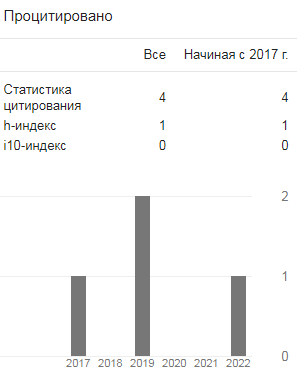 Процитировано
Все Начиная с 2017 г.
Статистика
цитирования 4 4
h-индекс 1 1
i10-индекс 0 0
2
1
0
2017 2018 2019 2020 2021 2022